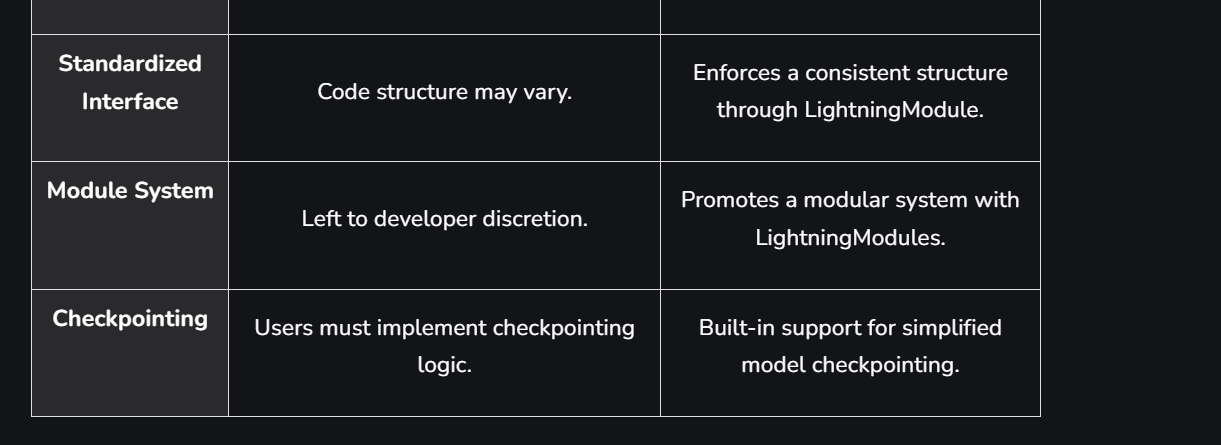 Standardized
Interface
Code structure may vary.
Enforces a consistent structure
through LightningModule.
Module System
Left to developer discretion.
Promotes a modular system with
LightningModules.
Checkpointing
Users must implement checkpointing
logic.
Built-in support for simplified
model checkpointing.